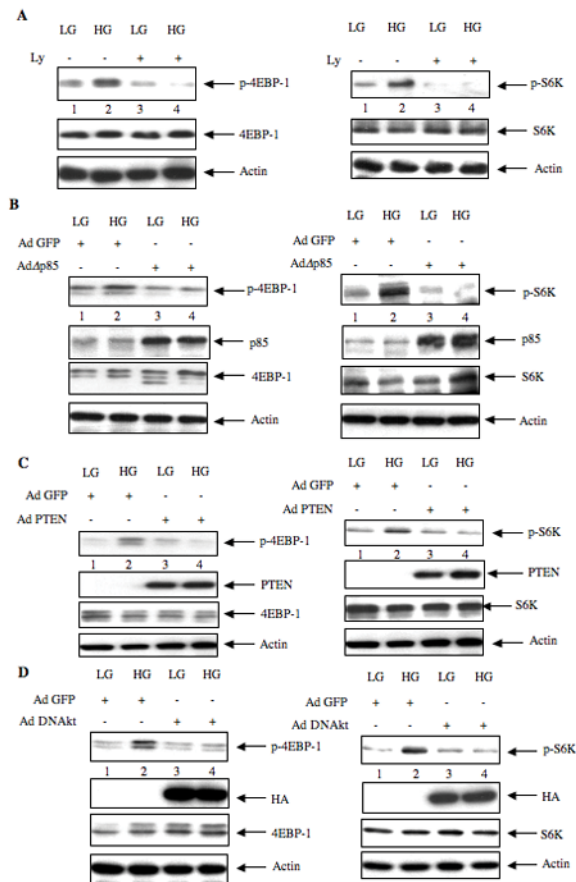 A
LG HG LG HG
Ly - - + +
p-4EBP-1
1 2 3 4
4EBP-1
Actin
LG HG LG HG
Ly - - + +
p-S6K
1 2 3 4
S6K
Actin
B
LG HG LG HG
Ad GFP + + - -
AdΔp85 - - + +
p-4EBP-1
1 2 3 4
p85
4EBP-1
Actin
LG HG LG HG
Ad GFP + + - -
AdΔp85 - - + +
p-S6K
1 2 3 4
p85
S6K
Actin
C
LG HG LG HG
Ad GFP + + - -
Ad PTEN - - + +
p-4EBP-1
1 2 3 4
PTEN
4EBP-1
Actin
LG HG LG HG
Ad GFP + + - -
Ad PTEN - - + +
p-S6K
1 2 3 4
PTEN
S6K
Actin
D
LG HG LG HG
Ad GFP + + - -
Ad DNAkt - - + +
p-4EBP-1
1 2 3 4
HA
4EBP-1
Actin
LG HG LG HG
Ad GFP + + - -
Ad DNAkt - - + +
p-S6K
1 2 3 4
HA
S6K
Actin